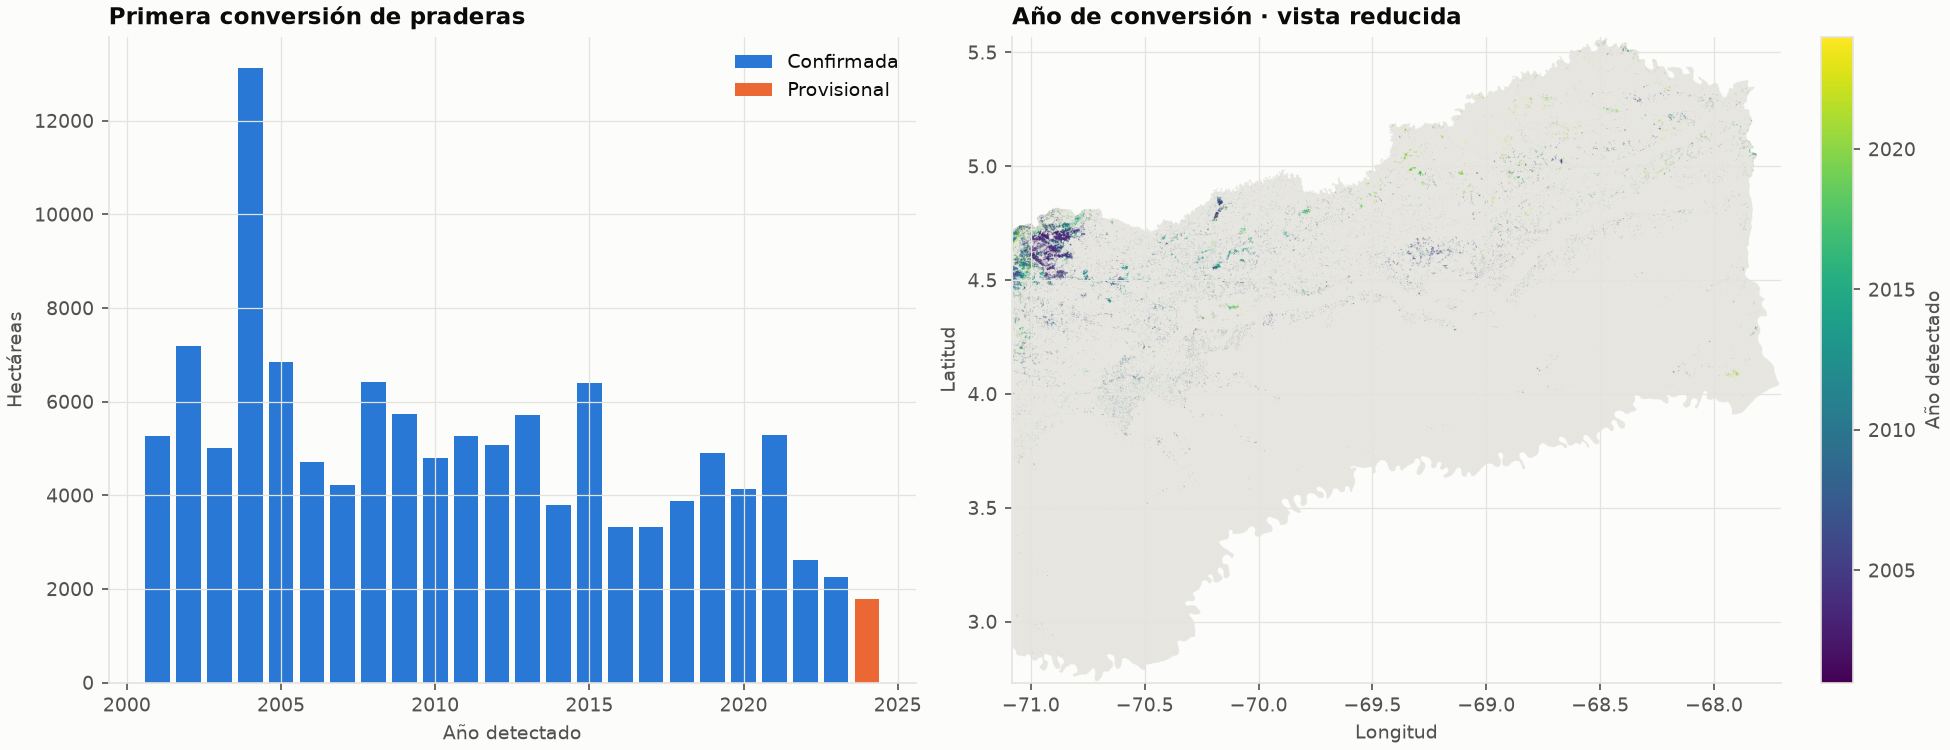 Primera conversión de praderas
Confirmada
Provisional
Hectáreas
12000
10000
8000
6000
4000
2000
0
2000 2005 2010 2015 2020 2025
Año detectado
Año de conversión · vista reducida
Latitud
5.5
5.0
4.5
4.0
3.5
3.0
−71.0 −70.5 −70.0 −69.5 −69.0 −68.5 −68.0
Longitud
2020
2015
2010
2005
Año detectado